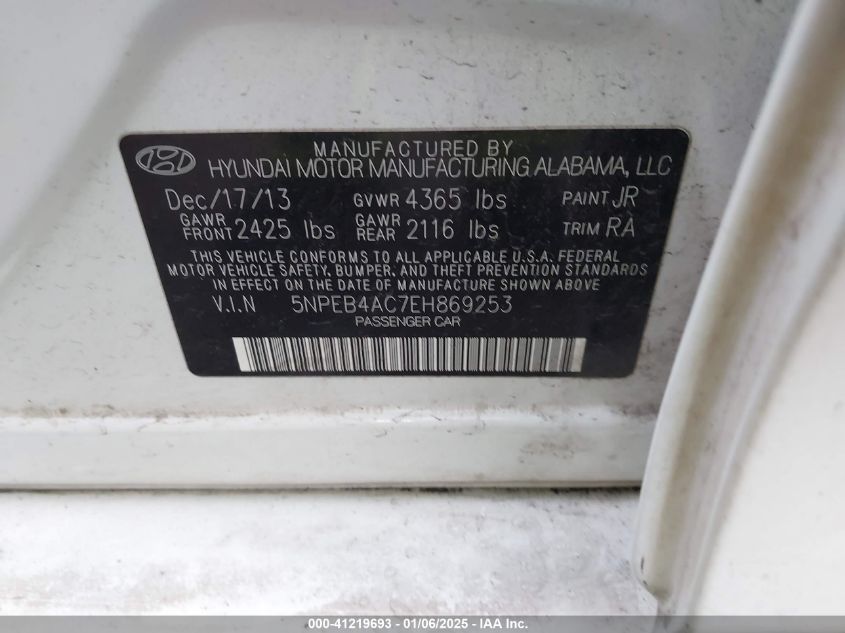 MANUFACTURED BY
HYUNDAI MOTOR MANUFACTURING ALABAMA, LLC
Dec/17/13 GVWR 4365 lbs PAINT JR
GAWR FRONT 2425 lbs GAWR REAR 2116 lbs TRIM RA
THIS VEHICLE CONFORMS TO ALL APPLICABLE U.S.A. FEDERAL
MOTOR VEHICLE SAFETY, BUMPER, AND THEFT PREVENTION STANDARDS
IN EFFECT ON THE DATE OF MANUFACTURE SHOWN ABOVE
V.I.N 5NPEB4AC7EH869253
PASSENGER CAR
000-41219693 - 01/06/2025 - IAA Inc.